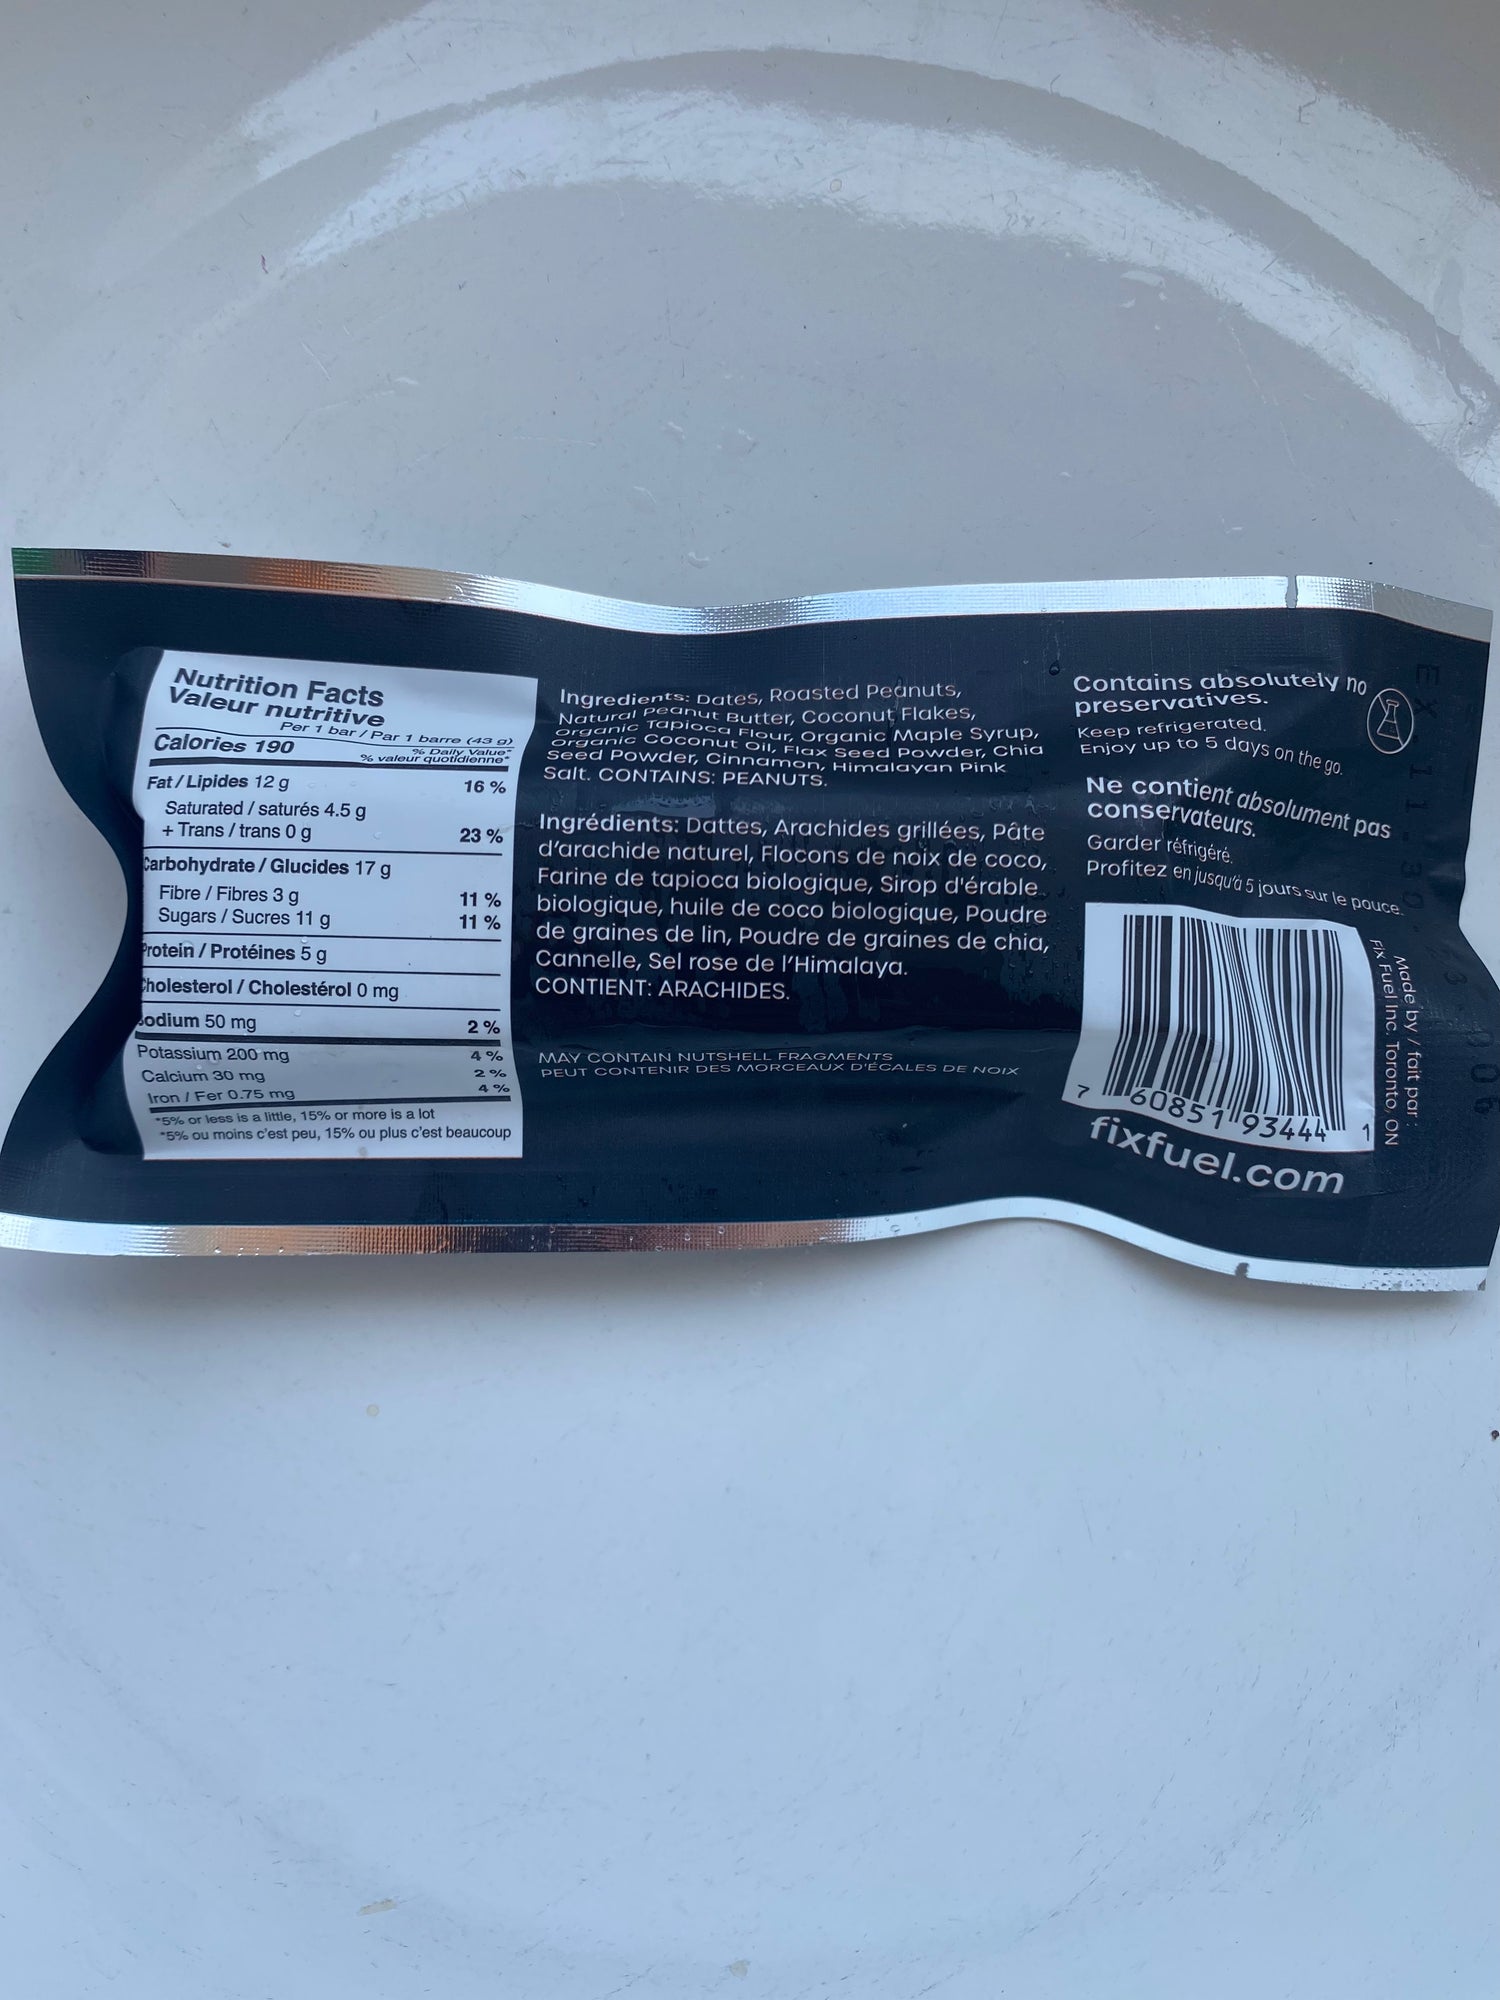 Nutrition Facts
Valeur nutritive
Per 1 bar / Par 1 barre (43 g)
Calories 190
% Daily Value*
% valeur quotidienne*
Fat / Lipides 12 g 16 %
Saturated / saturés 4.5 g
+ Trans / trans 0 g 23 %
Carbohydrate / Glucides 17 g
Fibre / Fibres 3 g 11 %
Sugars / Sucres 11 g 11 %
Protein / Protéines 5 g
Cholesterol / Cholestérol 0 mg
Sodium 50 mg 2 %
Potassium 200 mg 4 %
Calcium 30 mg 2 %
Iron / Fer 0.75 mg 4 %
*5% or less is a little, 15% or more is a lot
*5% ou moins c'est peu, 15% ou plus c'est beaucoup
Ingredients: Dates, Roasted Peanuts,
Natural Peanut Butter, Coconut Flakes,
Organic Tapioca Flour, Organic Maple Syrup,
Organic Coconut Oil, Flax Seed Powder, Chia
Seed Powder, Cinnamon, Himalayan Pink
Salt. CONTAINS: PEANUTS.
Ingrédients: Dattes, Arachides grillées, Pâte
d'arachide naturel, Flocons de noix de coco,
Farine de tapioca biologique, Sirop d'érable
biologique, huile de coco biologique, Poudre
de graines de lin, Poudre de graines de chia,
Cannelle, Sel rose de l'Himalaya.
CONTIENT: ARACHIDES.
MAY CONTAIN NUTSHELL FRAGMENTS
PEUT CONTENIR DES MORCEAUX D'ÉCALES DE NOIX
Contains absolutely no
preservatives.
Keep refrigerated.
Enjoy up to 5 days on the go.
Ne contient absolument pas
conservateurs.
Garder réfrigéré.
Profitez en jusqu'à 5 jours sur le pouce.
7 60851 93444 1
fixfuel.com
Made by / fait par :
Fix Fuel Inc. Toronto, ON